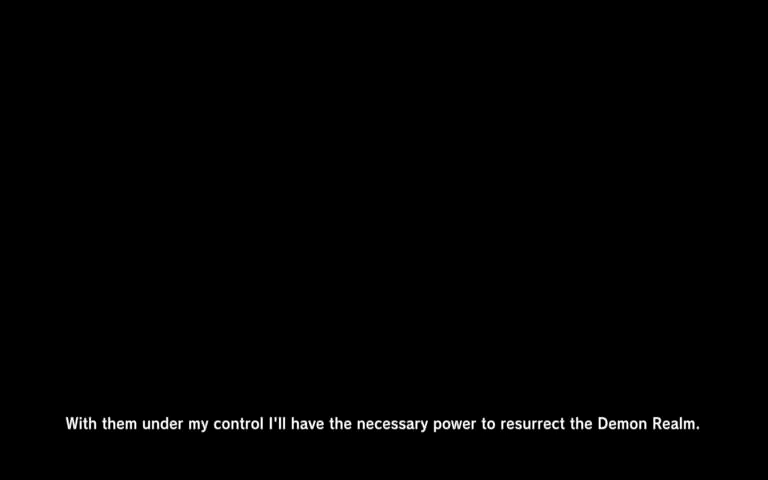 With them under my control I'll have the necessary power to resurrect the Demon Realm.